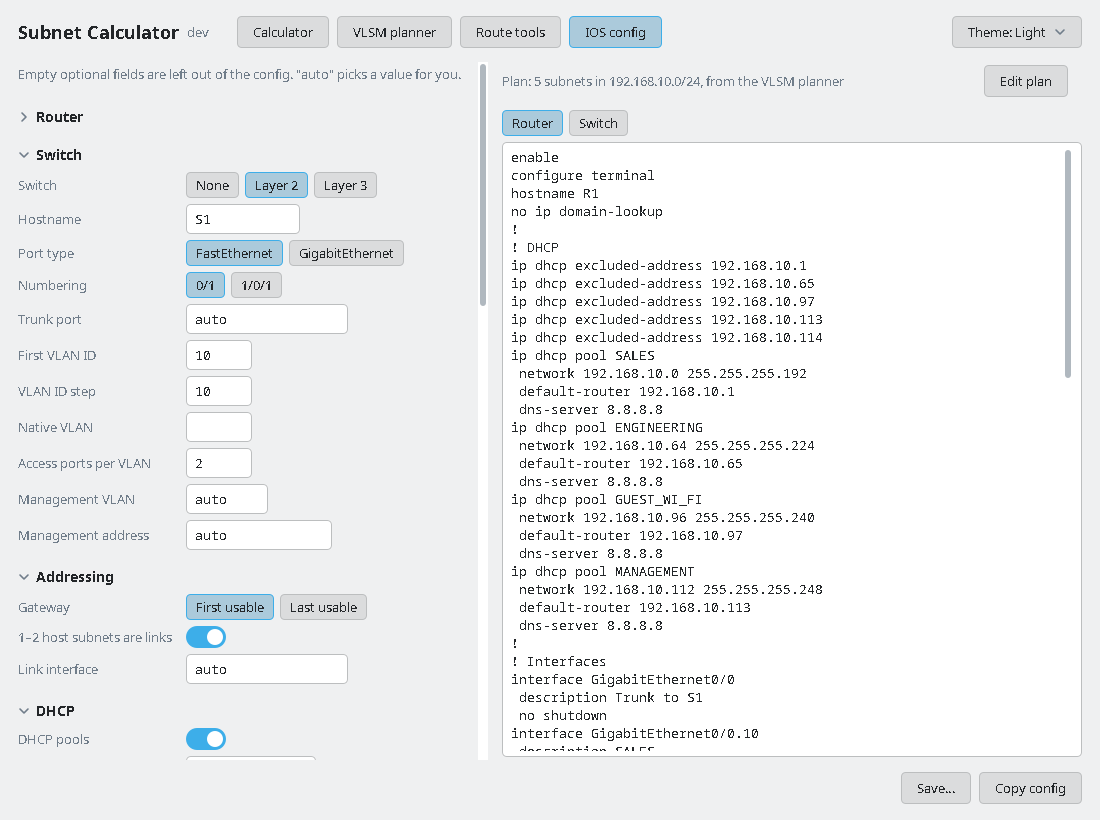 Subnet Calculator dev
Calculator
VLSM planner
Route tools
IOS config
Theme: Light
Empty optional fields are left out of the config. "auto" picks a value for you.
Router
Switch
Switch None Layer 2 Layer 3
Hostname S1
Port type FastEthernet GigabitEthernet
Numbering 0/1 1/0/1
Trunk port auto
First VLAN ID 10
VLAN ID step 10
Native VLAN
Access ports per VLAN 2
Management VLAN auto
Management address auto
Addressing
Gateway First usable Last usable
1–2 host subnets are links
Link interface auto
DHCP
DHCP pools
Plan: 5 subnets in 192.168.10.0/24, from the VLSM planner
Edit plan
Router Switch
enable
configure terminal
hostname R1
no ip domain-lookup
!
! DHCP
ip dhcp excluded-address 192.168.10.1
ip dhcp excluded-address 192.168.10.65
ip dhcp excluded-address 192.168.10.97
ip dhcp excluded-address 192.168.10.113
ip dhcp excluded-address 192.168.10.114
ip dhcp pool SALES
network 192.168.10.0 255.255.255.192
default-router 192.168.10.1
dns-server 8.8.8.8
ip dhcp pool ENGINEERING
network 192.168.10.64 255.255.255.224
default-router 192.168.10.65
dns-server 8.8.8.8
ip dhcp pool GUEST_WI_FI
network 192.168.10.96 255.255.255.240
default-router 192.168.10.97
dns-server 8.8.8.8
ip dhcp pool MANAGEMENT
network 192.168.10.112 255.255.255.248
default-router 192.168.10.113
dns-server 8.8.8.8
!
! Interfaces
interface GigabitEthernet0/0
description Trunk to S1
no shutdown
interface GigabitEthernet0/0.10
description SALES
Save...
Copy config